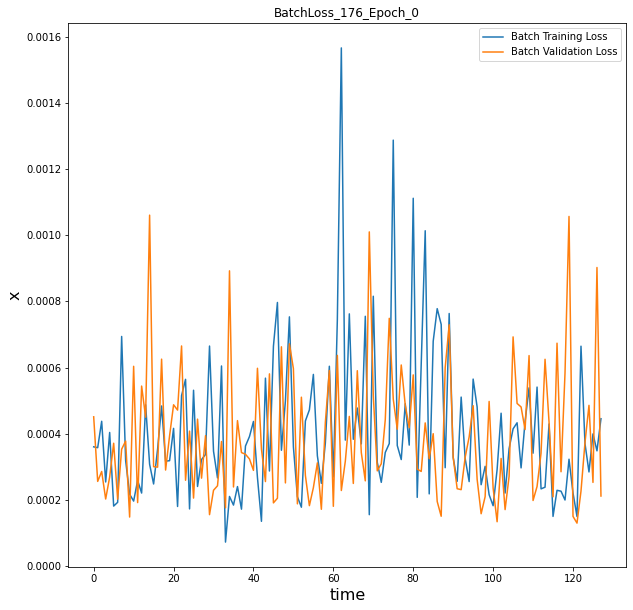 BatchLoss_176_Epoch_0
Batch Training Loss
Batch Validation Loss
0.0016
0.0014
0.0012
0.0010
0.0008
0.0006
0.0004
0.0002
0.0000
x
0 20 40 60 80 100 120
time